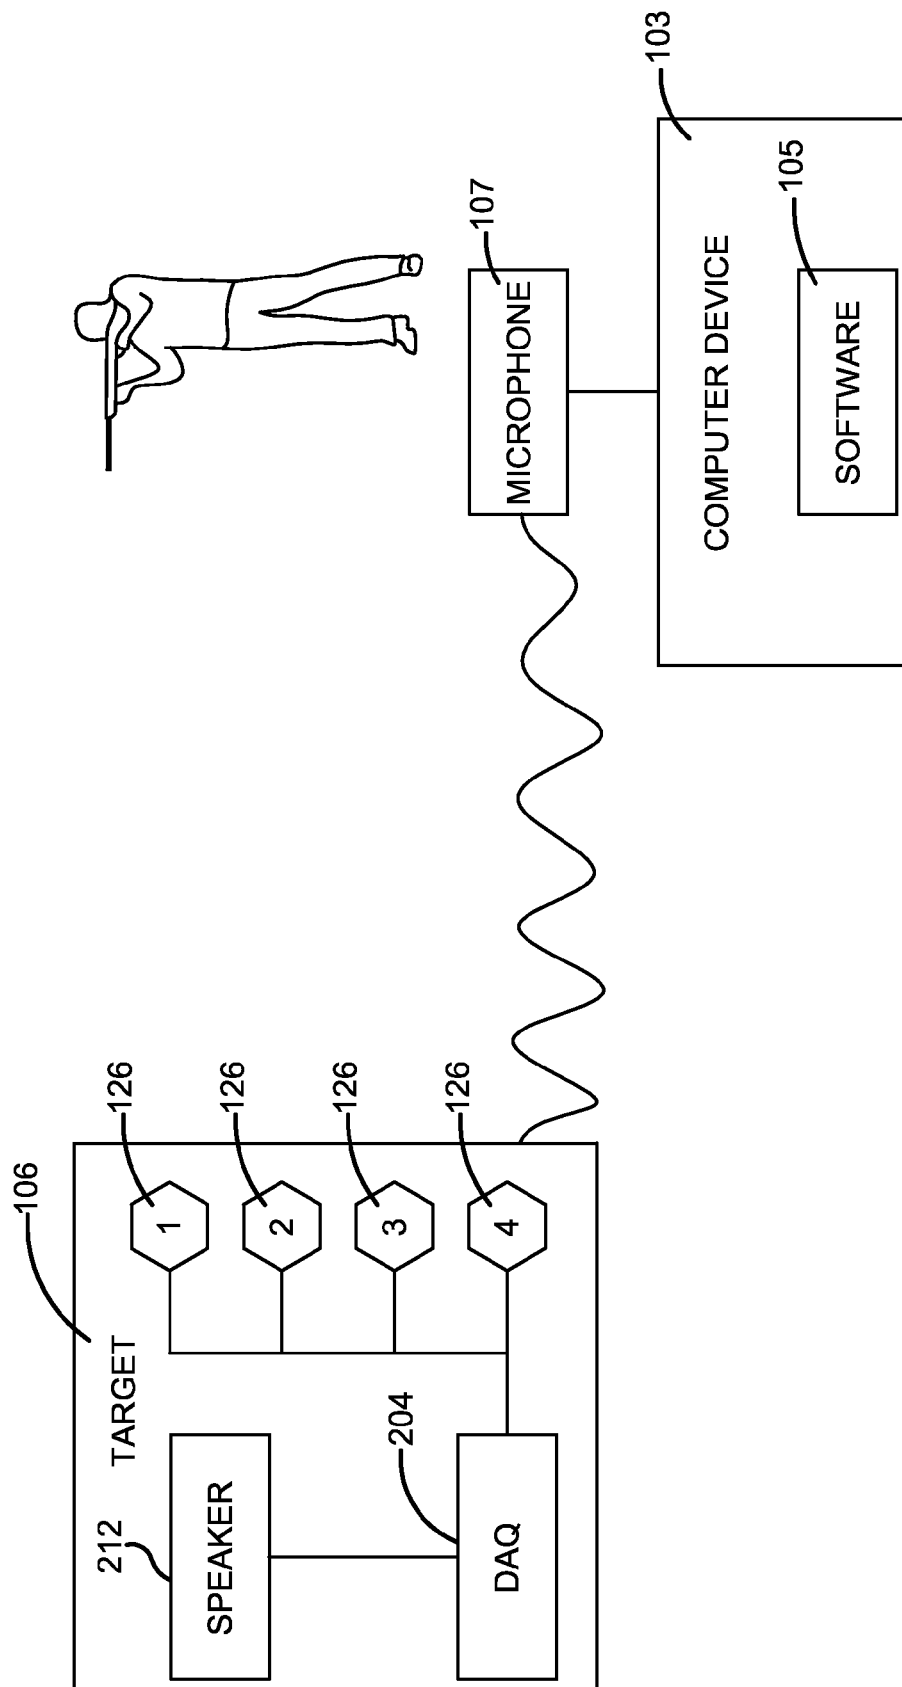 106
TARGET
212
SPEAKER
204
DAQ
126
1
126
2
126
3
126
4
107
MICROPHONE
103
COMPUTER DEVICE
105
SOFTWARE